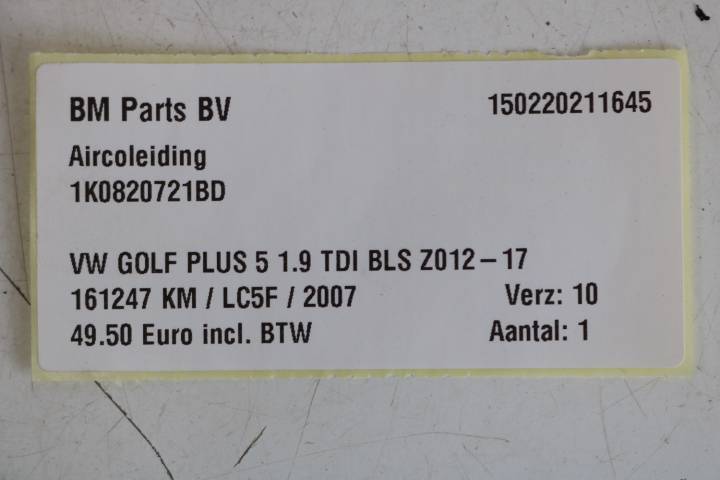 BM Parts BV 150220211645
Aircoleiding
1K0820721BD
VW GOLF PLUS 5 1.9 TDI BLS Z012-17
161247 KM / LC5F / 2007 Verz: 10
49.50 Euro incl. BTW Aantal: 1